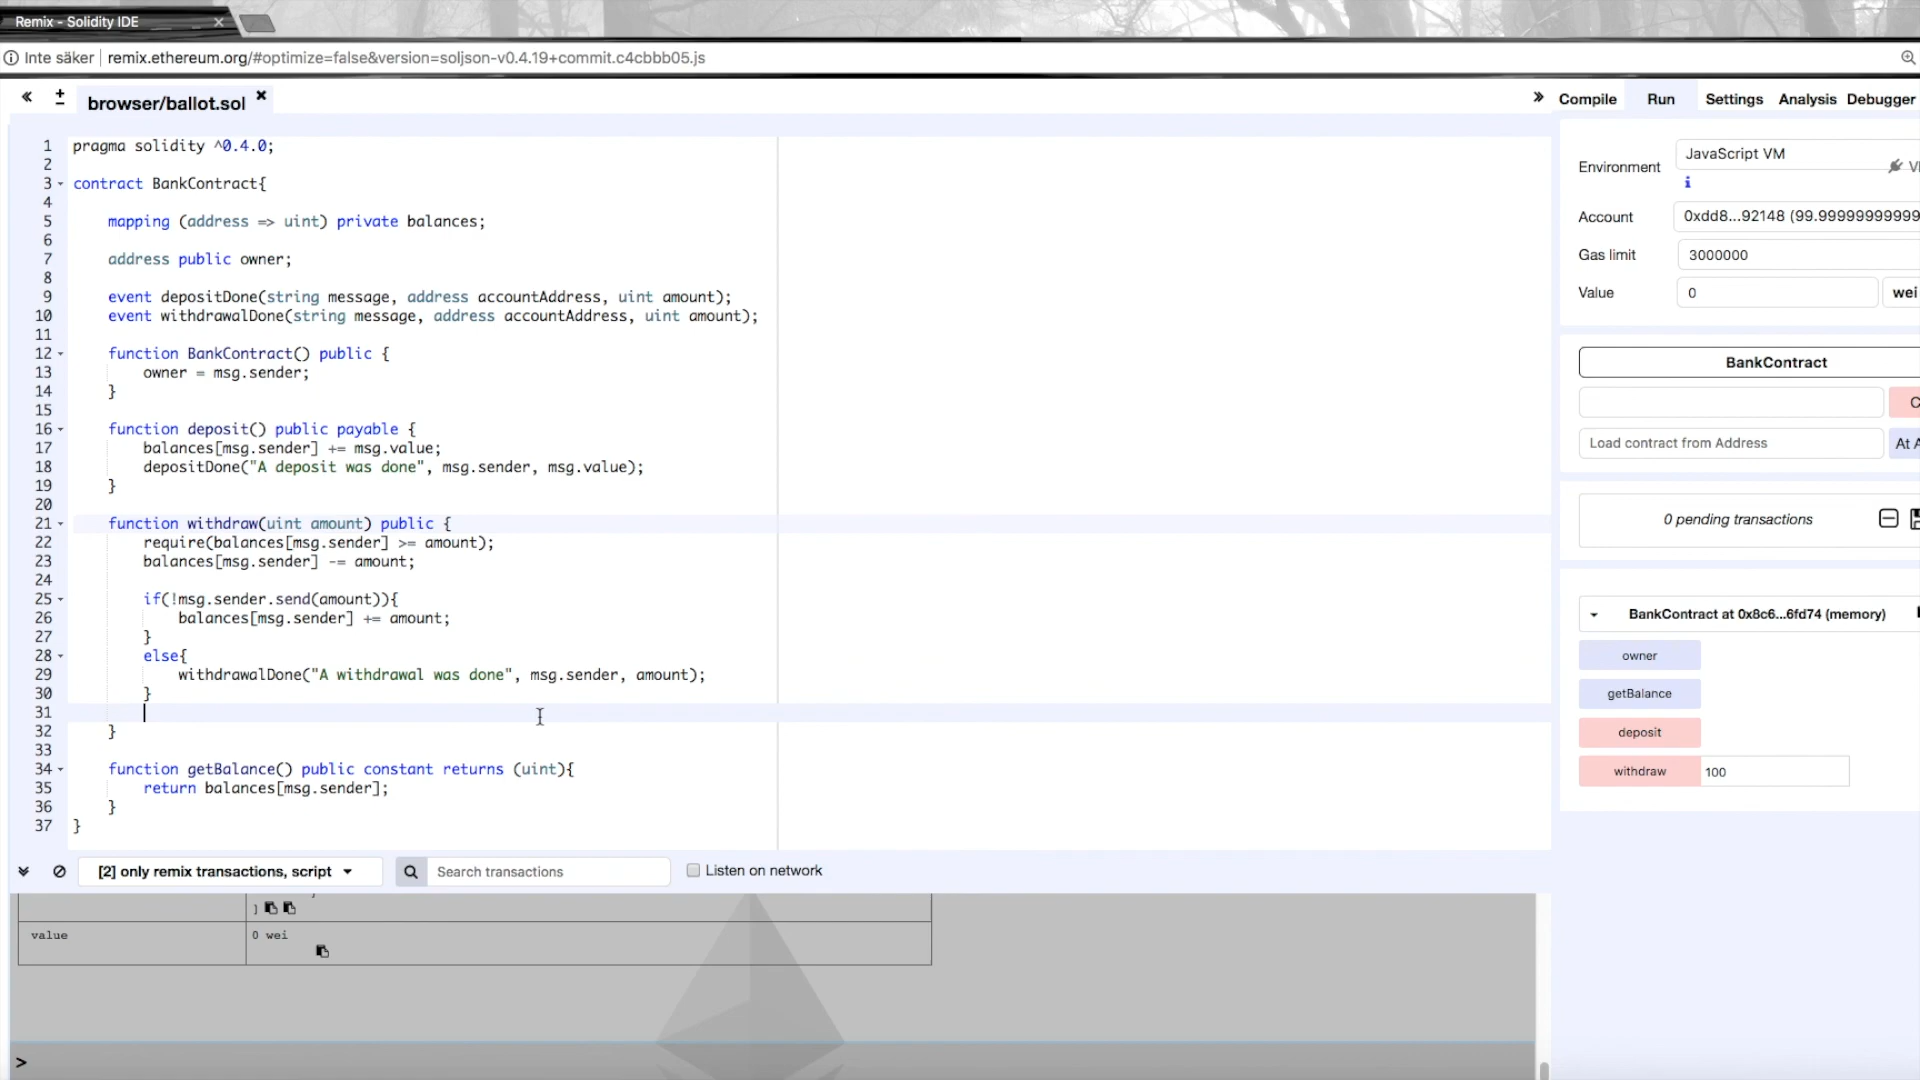 Remix - Solidity IDE
Inte säker | remix.ethereum.org/#optimize=false&version=soljson-v0.4.19+commit.c4cbbb05.js
browser/ballot.sol
Compile Run Settings Analysis Debugger
1 pragma solidity ^0.4.0;
2
3 contract BankContract{
4
5 mapping (address => uint) private balances;
6
7 address public owner;
8
9 event depositDone(string message, address accountAddress, uint amount);
10 event withdrawalDone(string message, address accountAddress, uint amount);
11
12 function BankContract() public {
13 owner = msg.sender;
14 }
15
16 function deposit() public payable {
17 balances[msg.sender] += msg.value;
18 depositDone("A deposit was done", msg.sender, msg.value);
19 }
20
21 function withdraw(uint amount) public {
22 require(balances[msg.sender] >= amount);
23 balances[msg.sender] -= amount;
24
25 if(!msg.sender.send(amount)){
26 balances[msg.sender] += amount;
27 }
28 else{
29 withdrawalDone("A withdrawal was done", msg.sender, amount);
30 }
31
32 }
33
34 function getBalance() public constant returns (uint){
35 return balances[msg.sender];
36 }
37 }
Environment JavaScript VM
Account 0xdd8...92148 (99.99999999999
Gas limit 3000000
Value 0 wei
BankContract
C
Load contract from Address At A
0 pending transactions
BankContract at 0x8c6...6fd74 (memory)
owner
getBalance
deposit
withdraw 100
[2] only remix transactions, script Search transactions Listen on network
}
value 0 wei
>